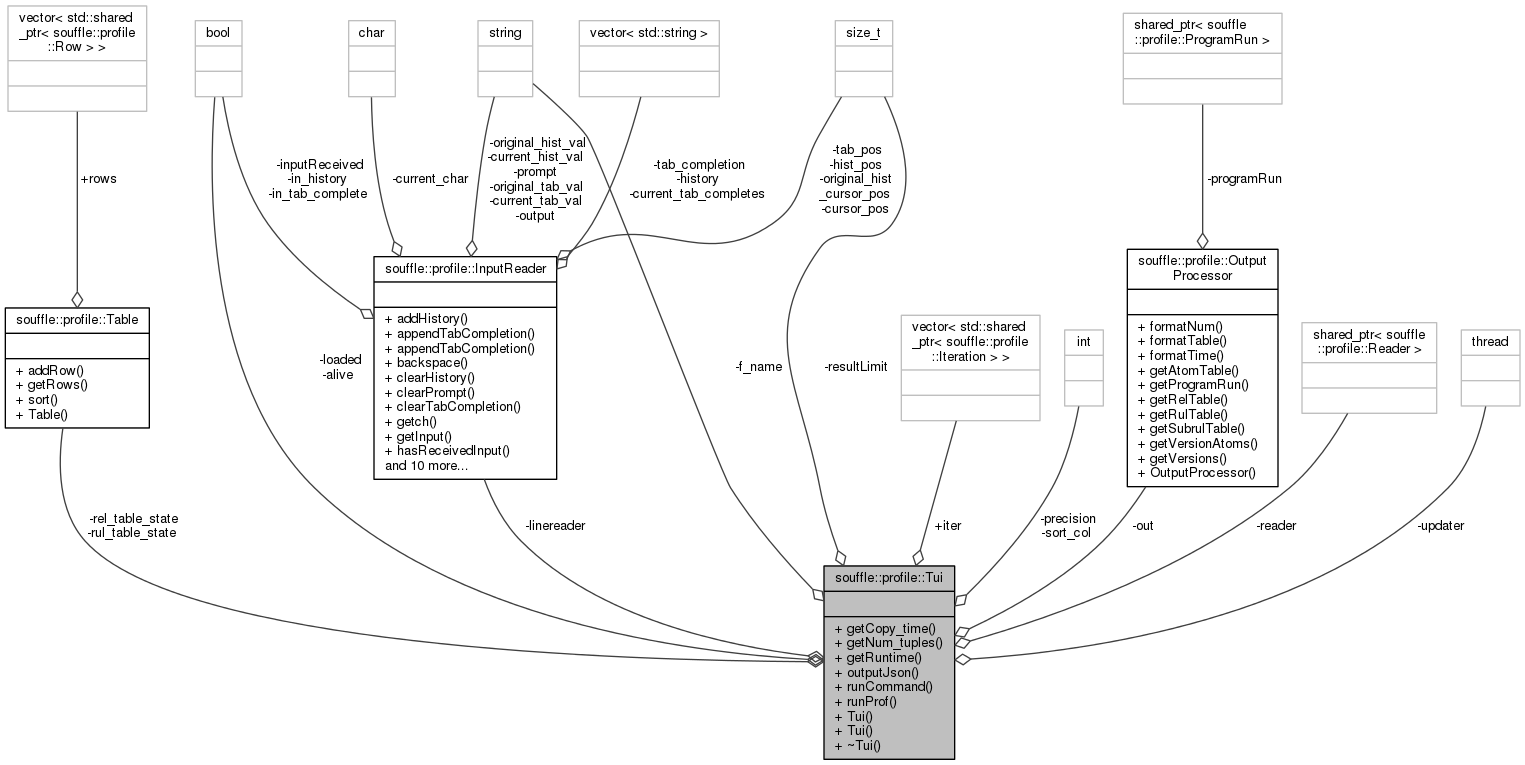 vector< std::shared
_ptr< souffle::profile
::Row > >
bool
char
string
vector< std::string >
size_t
shared_ptr< souffle
::profile::ProgramRun >
+rows
-inputReceived
-in_history
-in_tab_complete
-current_char
-original_hist_val
-current_hist_val
-prompt
-original_tab_val
-current_tab_val
-output
-tab_completion
-history
-current_tab_completes
-tab_pos
-hist_pos
-original_hist
_cursor_pos
-cursor_pos
-programRun
souffle::profile::Table
+ addRow()
+ getRows()
+ sort()
+ Table()
souffle::profile::InputReader
+ addHistory()
+ appendTabCompletion()
+ appendTabCompletion()
+ backspace()
+ clearHistory()
+ clearPrompt()
+ clearTabCompletion()
+ getch()
+ getInput()
+ hasReceivedInput()
and 10 more...
souffle::profile::Output
Processor
+ formatNum()
+ formatTable()
+ formatTime()
+ getAtomTable()
+ getProgramRun()
+ getRelTable()
+ getRulTable()
+ getSubrulTable()
+ getVersionAtoms()
+ getVersions()
+ OutputProcessor()
vector< std::shared
_ptr< souffle::profile
::Iteration > >
int
shared_ptr< souffle
::profile::Reader >
thread
-loaded
-alive
-f_name
-resultLimit
-rel_table_state
-rul_table_state
-linereader
+iter
-precision
-sort_col
-out
-reader
-updater
souffle::profile::Tui
+ getCopy_time()
+ getNum_tuples()
+ getRuntime()
+ outputJson()
+ runCommand()
+ runProf()
+ Tui()
+ Tui()
+ ~Tui()